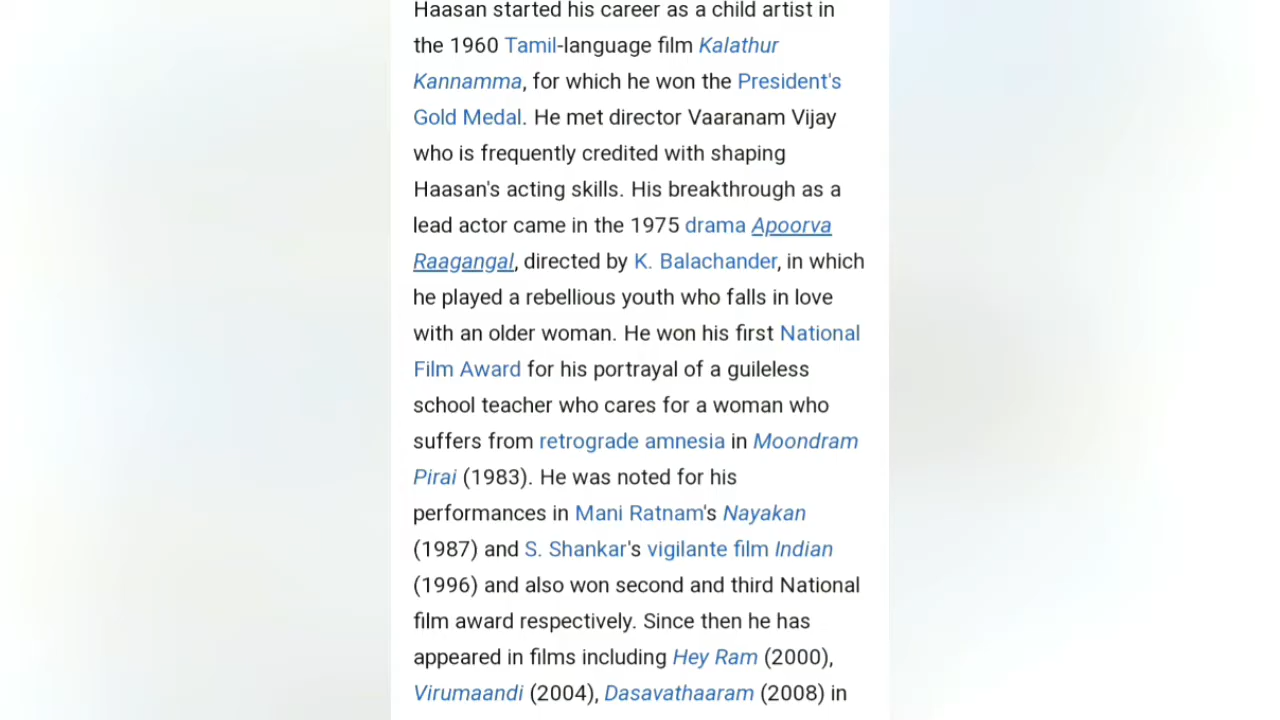 Haasan started his career as a child artist in
the 1960 Tamil-language film Kalathur
Kannamma, for which he won the President's
Gold Medal. He met director Vaaranam Vijay
who is frequently credited with shaping
Haasan's acting skills. His breakthrough as a
lead actor came in the 1975 drama Apoorva
Raagangal, directed by K. Balachander, in which
he played a rebellious youth who falls in love
with an older woman. He won his first National
Film Award for his portrayal of a guileless
school teacher who cares for a woman who
suffers from retrograde amnesia in Moondram
Pirai (1983). He was noted for his
performances in Mani Ratnam's Nayakan
(1987) and S. Shankar's vigilante film Indian
(1996) and also won second and third National
film award respectively. Since then he has
appeared in films including Hey Ram (2000),
Virumaandi (2004), Dasavathaaram (2008) in